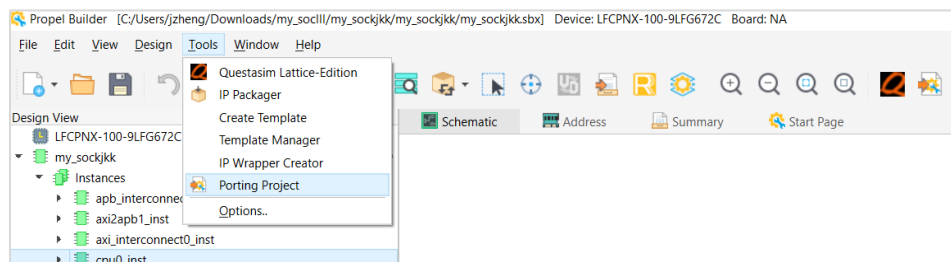 Propel Builder [C:/Users/jzheng/Downloads/my_soclll/my_sockjkk/my_sockjkk/my_sockjkk.sbx] Device: LFCPNX-100-9LFG672C Board: NA
File Edit View Design Tools Window Help
Questasim Lattice-Edition
IP Packager
Create Template
Template Manager
IP Wrapper Creator
Porting Project
Options..
Design View
Schematic Address Summary Start Page
LFCPNX-100-9LFG672C
my_sockjkk
Instances
apb_interconnec
axi2apb1_inst
axi_interconnect0_inst
cpu0_inst